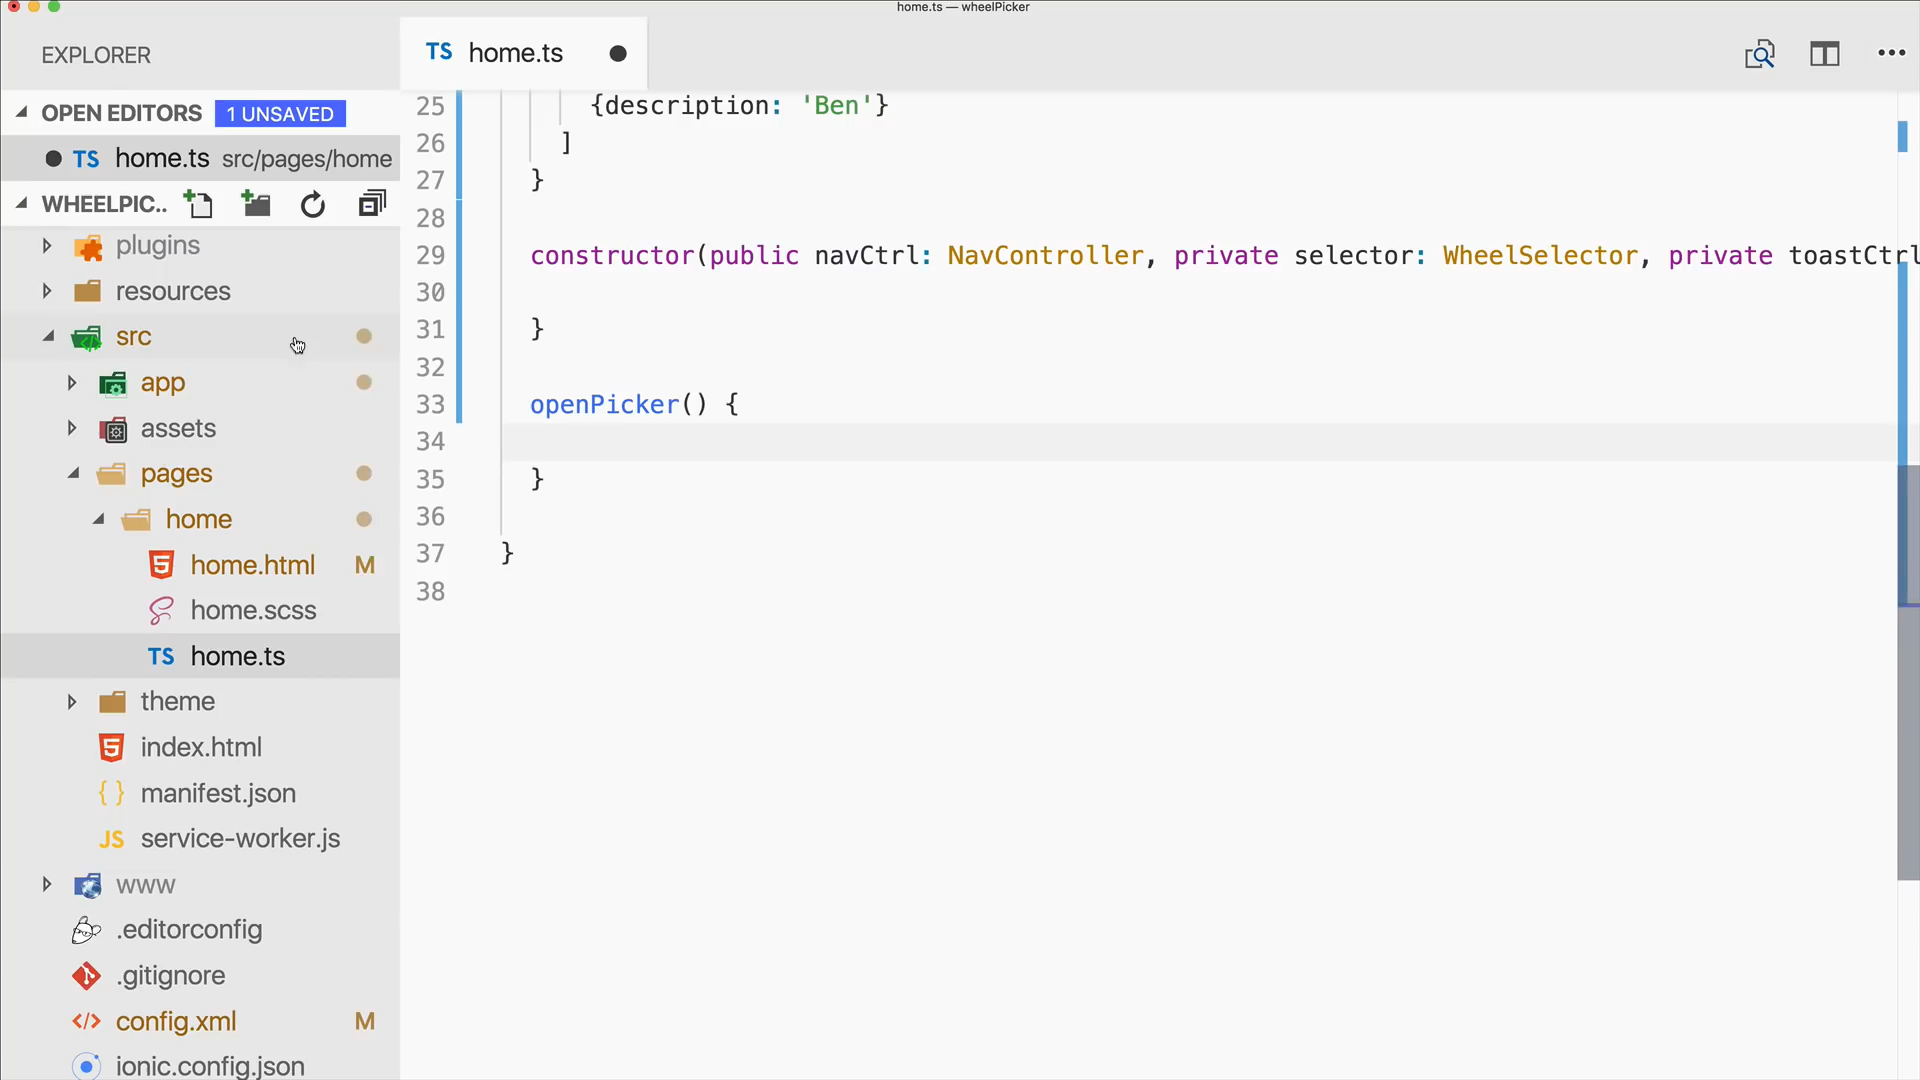 home.ts — wheelPicker
EXPLORER
OPEN EDITORS 1 UNSAVED
TS home.ts src/pages/home
WHEELPIC..
plugins
resources
src
app
assets
pages
home
home.html M
home.scss
TS home.ts
theme
index.html
{ } manifest.json
JS service-worker.js
www
.editorconfig
.gitignore
</> config.xml M
ionic.config.json
TS home.ts
25 {description: 'Ben'}
26 ]
27 }
28
29 constructor(public navCtrl: NavController, private selector: WheelSelector, private toastCtrl
30
31 }
32
33 openPicker() {
34
35 }
36
37 }
38